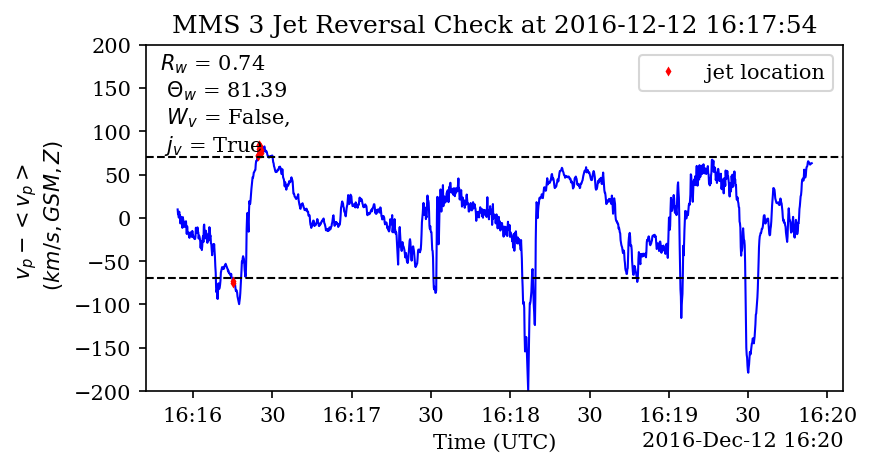 MMS 3 Jet Reversal Check at 2016-12-12 16:17:54
200
150
100
50
0
−50
−100
−150
−200
v_p − < v_p >
(km/s, GSM, Z)
R_w = 0.74
Θ_w = 81.39
W_v = False,
j_v = True
jet location
16:16
30
16:17
30
16:18
30
16:19
30
16:20
Time (UTC)
2016-Dec-12 16:20